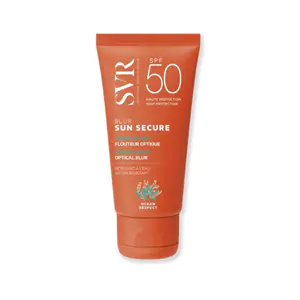 SVR
SPF
50
HAUTE PROTECTION
HIGH PROTECTION
BLUR
SUN SECURE
FLOUTEUR OPTIQUE
OPTICAL BLUR
OCEAN
RESPECT